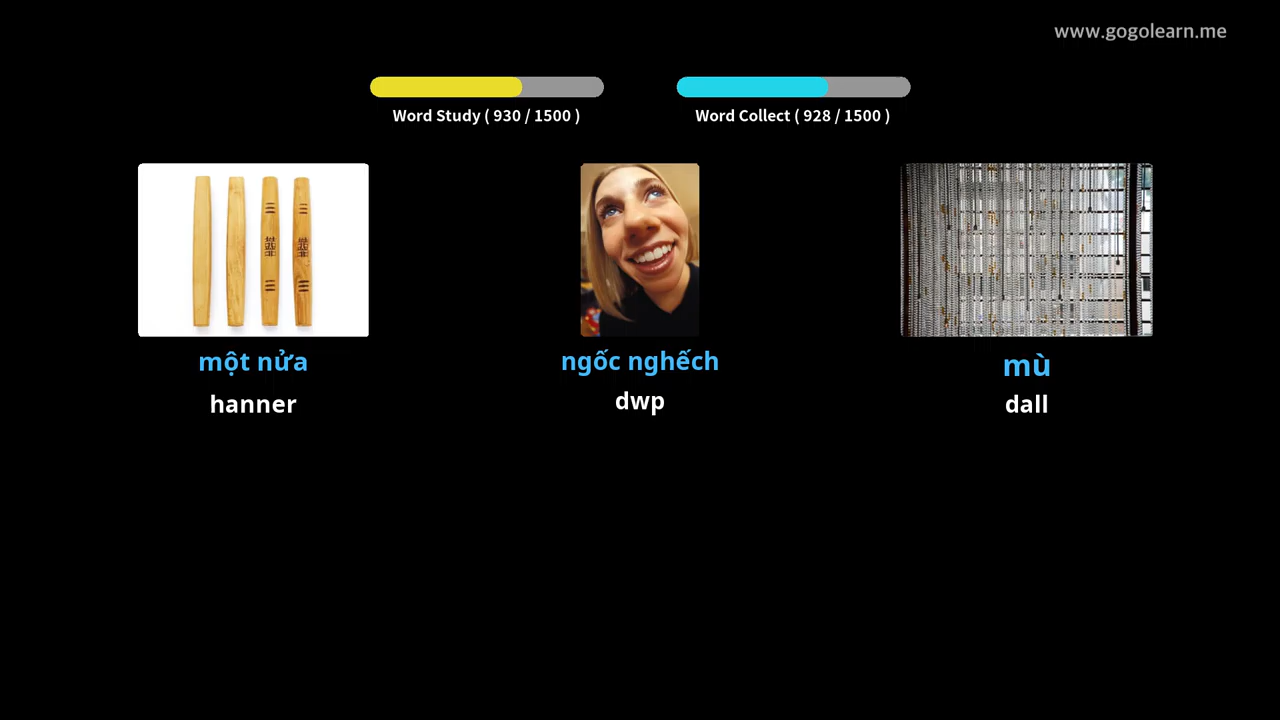 www.gogolearn.me
Word Study ( 930 / 1500 )
Word Collect ( 928 / 1500 )
một nửa
hanner
ngốc nghếch
dwp
mù
dall